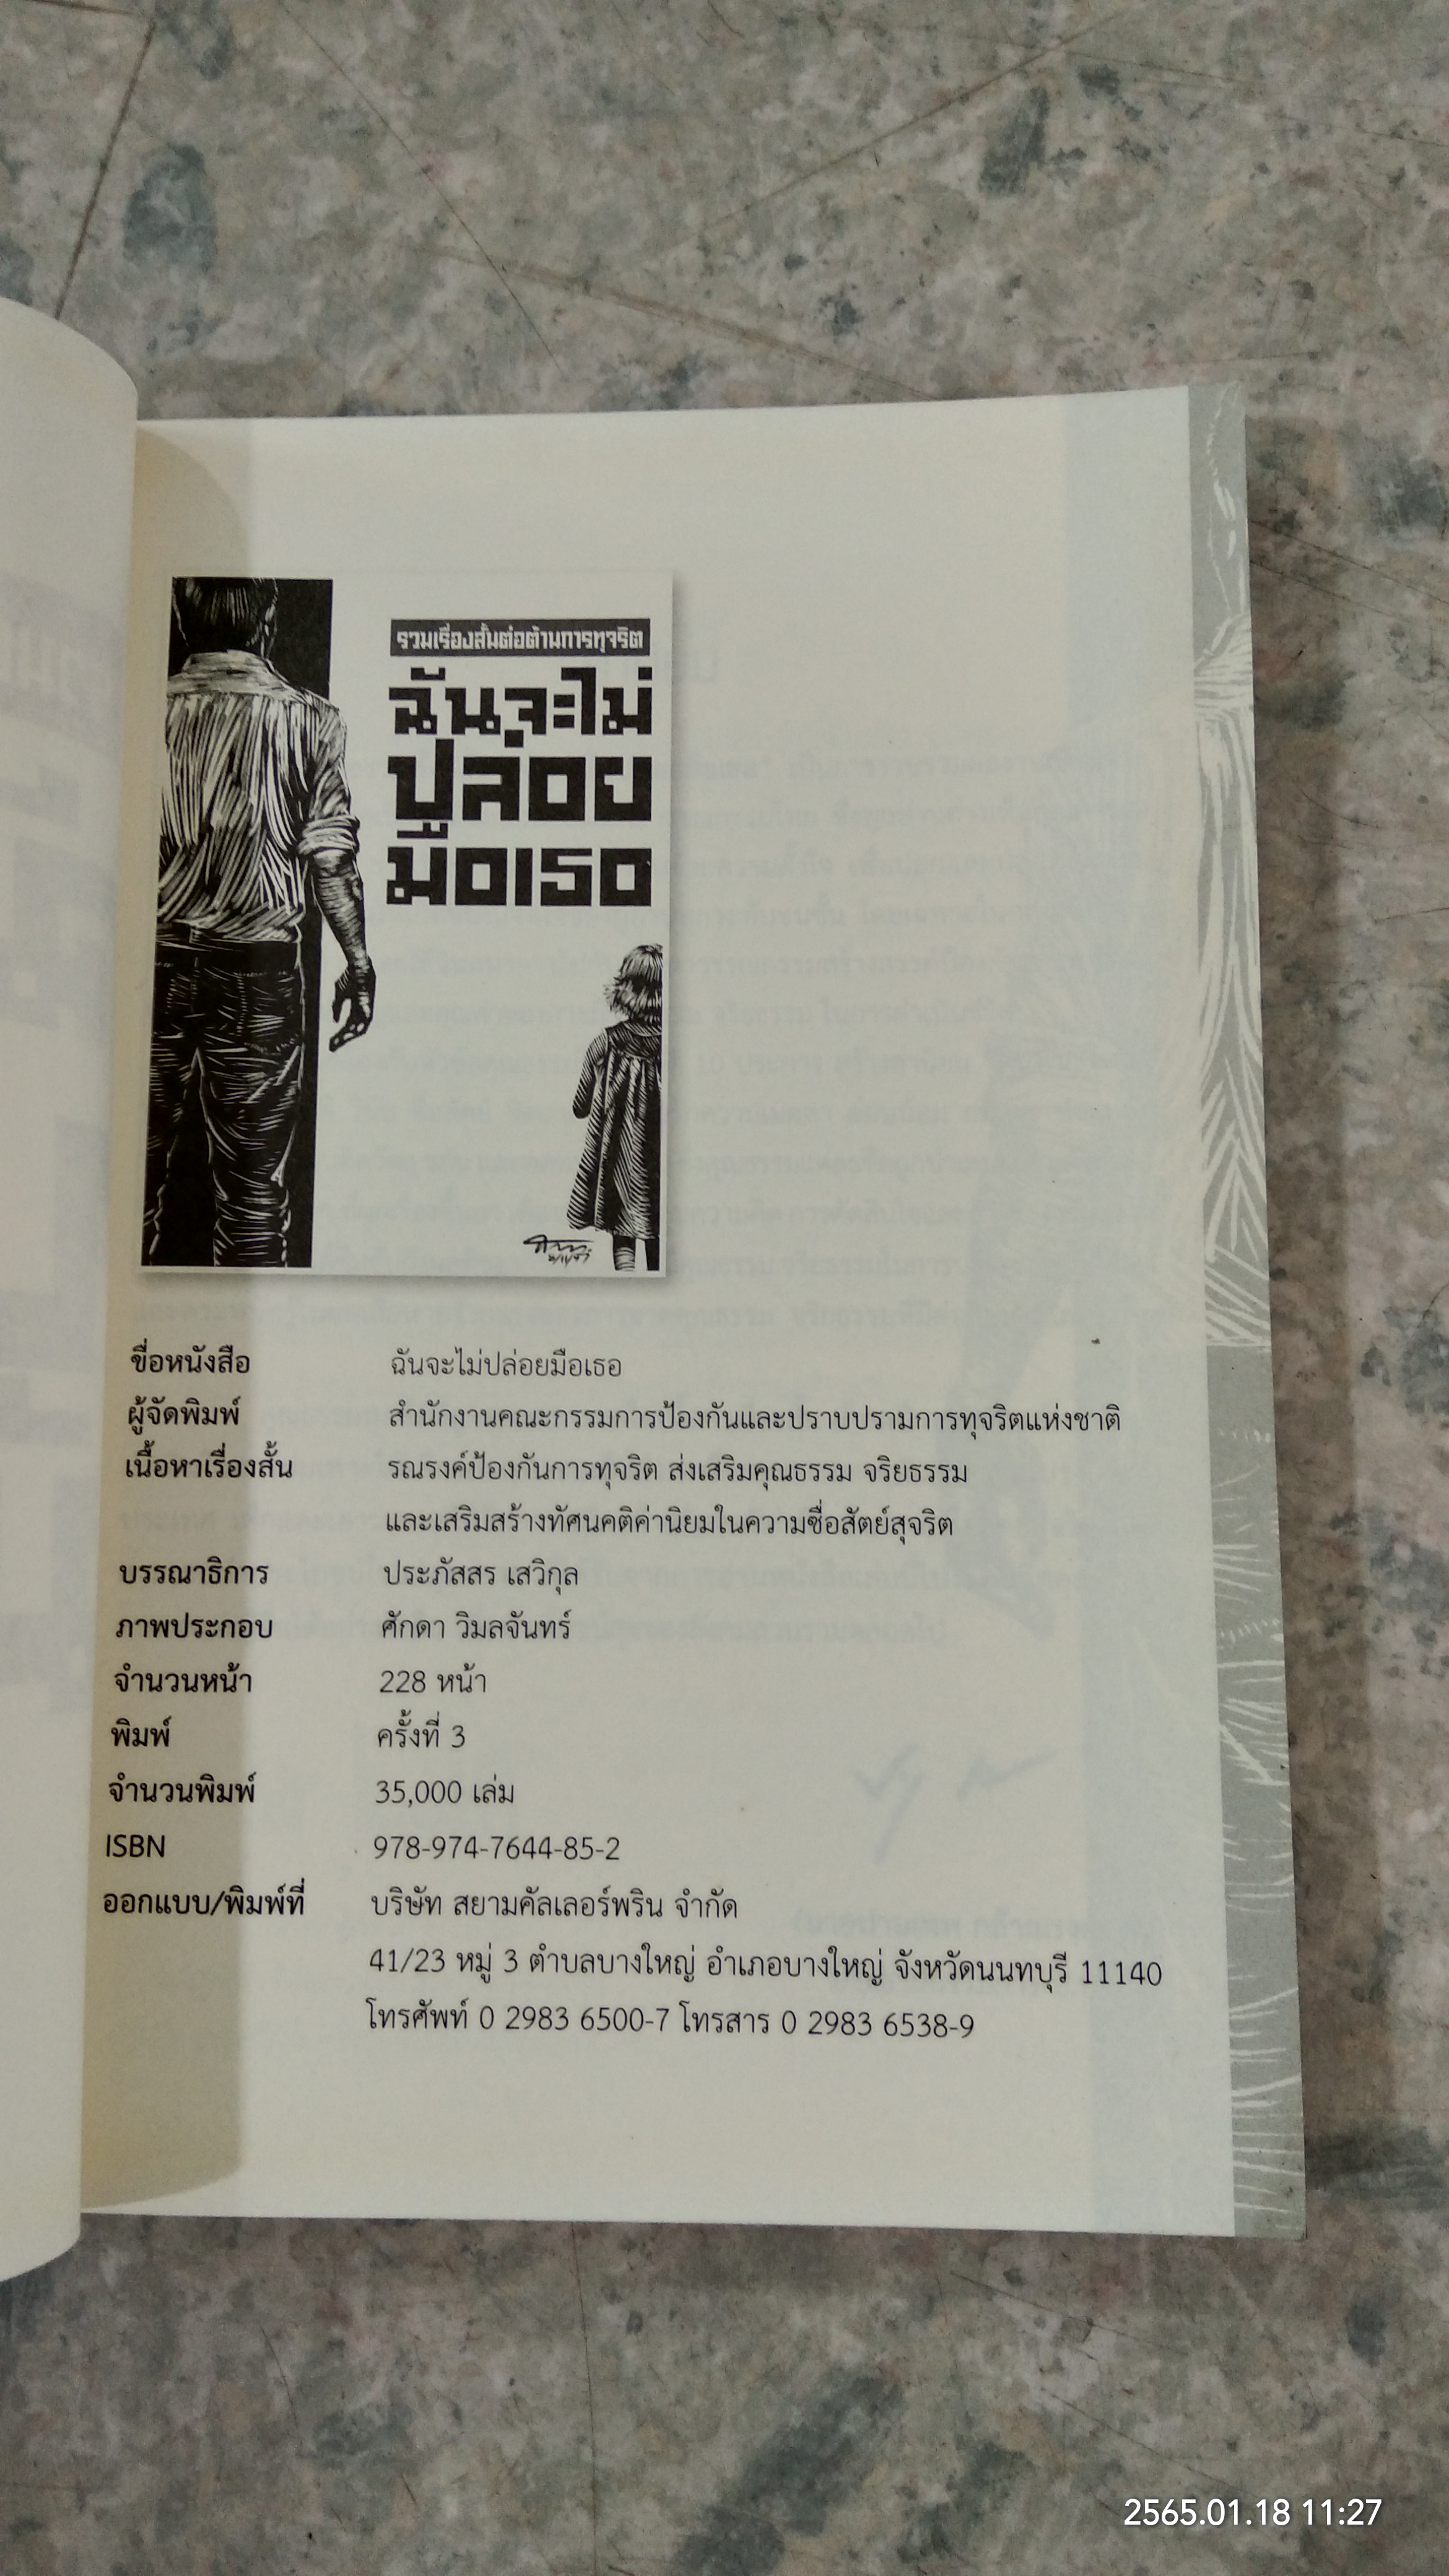 รวมเรื่องสั้นต่อต้านการทุจริต
ฉันจะไม่
ปล่อย
มือเธอ
ชื่อหนังสือ ฉันจะไม่ปล่อยมือเธอ
ผู้จัดพิมพ์ สำนักงานคณะกรรมการป้องกันและปราบปรามการทุจริตแห่งชาติ
เนื้อหาเรื่องสั้น รณรงค์ป้องกันการทุจริต ส่งเสริมคุณธรรม จริยธรรม
และเสริมสร้างทัศนคติค่านิยมในความซื่อสัตย์สุจริต
บรรณาธิการ ประภัสสร เสวิกุล
ภาพประกอบ ศักดา วิมลจันทร์
จำนวนหน้า 228 หน้า
พิมพ์ ครั้งที่ 3
จำนวนพิมพ์ 35,000 เล่ม
ISBN 978-974-7644-85-2
ออกแบบ/พิมพ์ที่ บริษัท สยามคัลเลอร์พริน จำกัด
41/23 หมู่ 3 ตำบลบางใหญ่ อำเภอบางใหญ่ จังหวัดนนทบุรี 11140
โทรศัพท์ 0 2983 6500-7 โทรสาร 0 2983 6538-9
2565.01.18 11:27